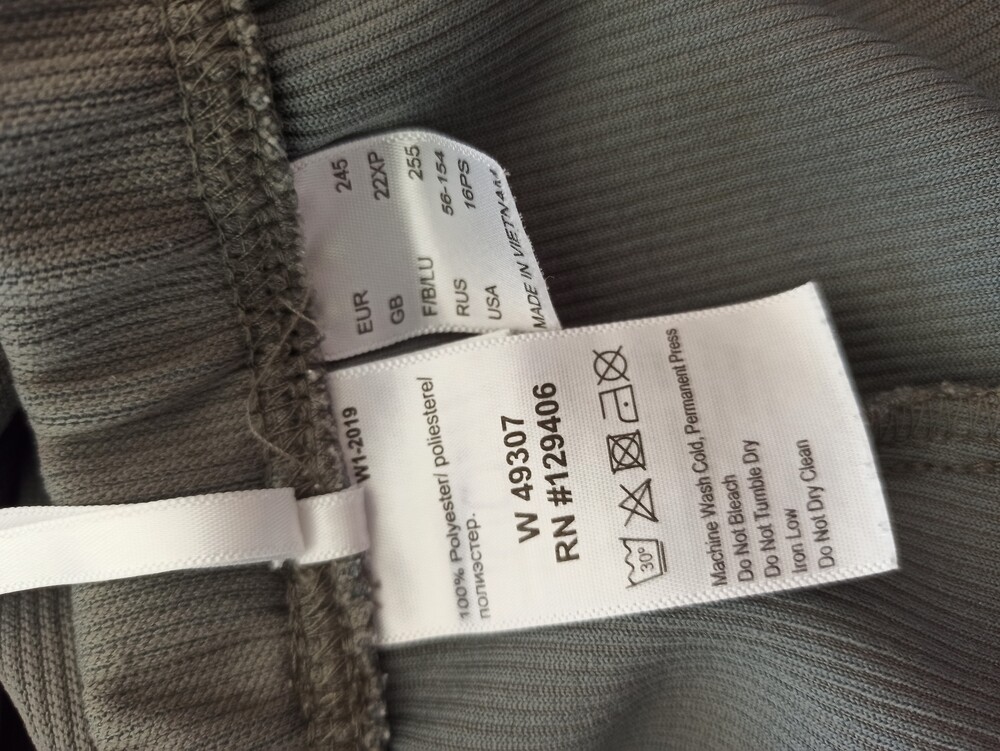 EUR 245
GB 22XP
F/B/LU 255
RUS 56-154
USA 16PS
MADE IN VIETNAM
W1-2019
100% Polyester/ poliesterel/
полиэстер.
W 49307
RN #129406
30°
Machine Wash Cold, Permanent Press
Do Not Bleach
Do Not Tumble Dry
Iron Low
Do Not Dry Clean